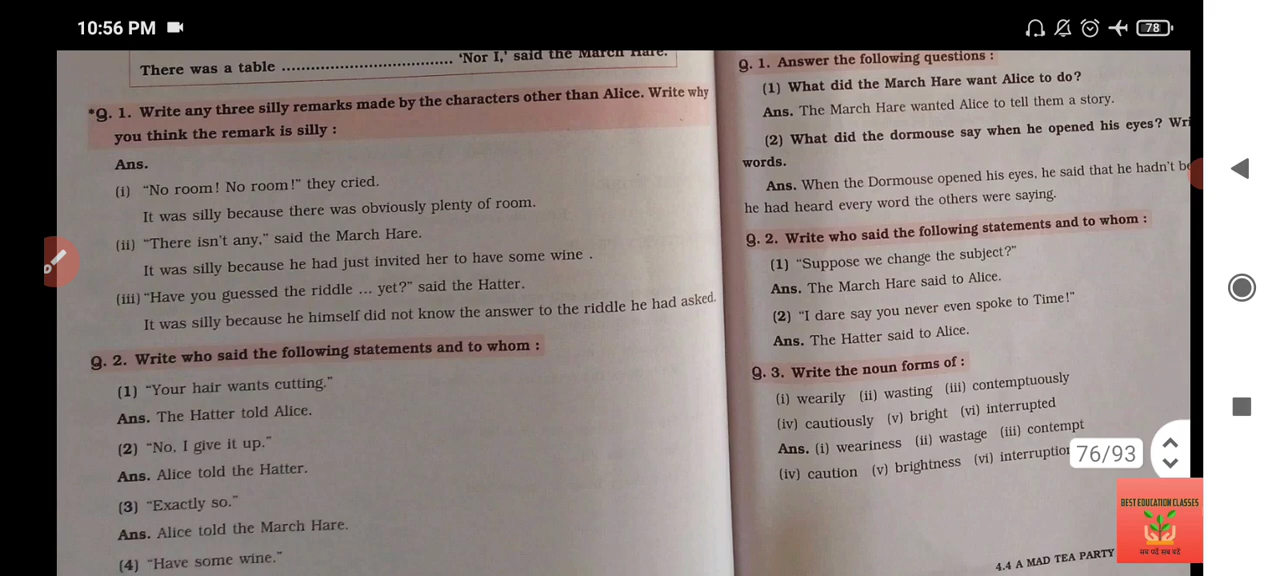 10:56 PM
78
There was a table .................................. 'Nor I,' said the March Hare.
*Q. 1. Write any three silly remarks made by the characters other than Alice. Write why
you think the remark is silly :
Ans.
(i) "No room! No room!" they cried.
It was silly because there was obviously plenty of room.
(ii) "There isn't any," said the March Hare.
It was silly because he had just invited her to have some wine .
(iii) "Have you guessed the riddle ... yet?" said the Hatter.
It was silly because he himself did not know the answer to the riddle he had asked.
Q. 2. Write who said the following statements and to whom :
(1) "Your hair wants cutting."
Ans. The Hatter told Alice.
(2) "No, I give it up."
Ans. Alice told the Hatter.
(3) "Exactly so."
Ans. Alice told the March Hare.
(4) "Have some wine."
Q. 1. Answer the following questions :
(1) What did the March Hare want Alice to do?
Ans. The March Hare wanted Alice to tell them a story.
(2) What did the dormouse say when he opened his eyes?
words.
Ans. When the Dormouse opened his eyes, he said that he hadn't
he had heard every word the others were saying.
Q. 2. Write who said the following statements and to whom :
(1) "Suppose we change the subject?"
Ans. The March Hare said to Alice.
(2) "I dare say you never even spoke to Time!"
Ans. The Hatter said to Alice.
Q. 3. Write the noun forms of :
(i) wearily (ii) wasting (iii) contemptuously
(iv) cautiously (v) bright (vi) interrupted
Ans. (i) weariness (ii) wastage (iii) contempt
(iv) caution (v) brightness (vi) interruption
76/93
BEST EDUCATION CLASSES
सब पढ़ें सब बढ़ें
4.4 A MAD TEA PARTY